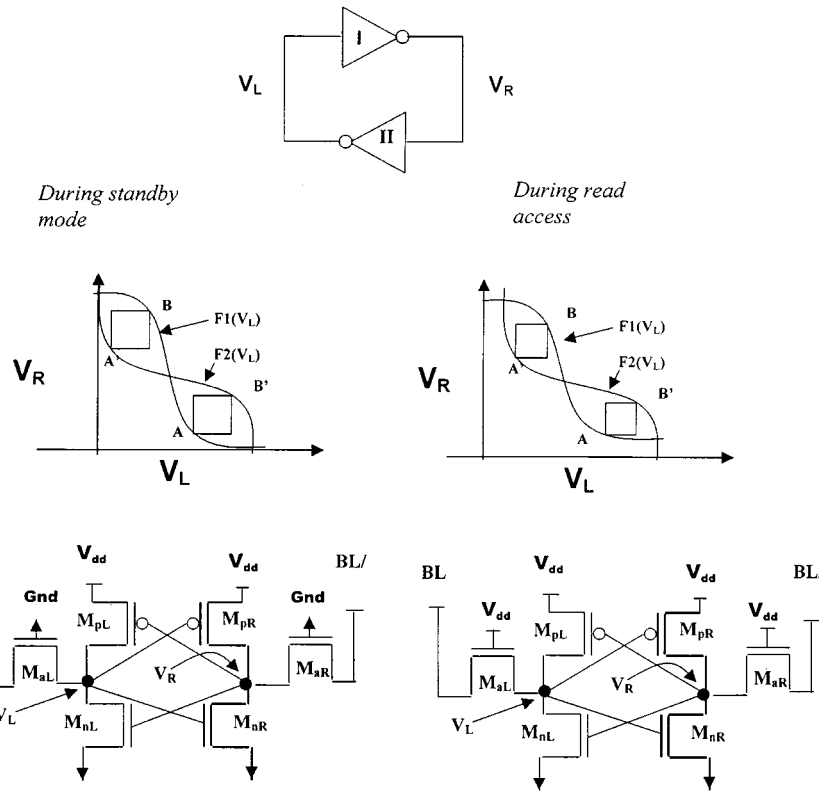 I
V_L
V_R
II
During standby
mode
During read
access
B
F1(V_L)
F2(V_L)
A'
B'
A
V_R
V_L
B
F1(V_L)
F2(V_L)
A'
B'
A
V_R
V_L
V_dd
V_dd
BL/
Gnd
Gnd
M_pL
M_pR
M_aL
V_R
M_aR
V_L
M_nL
M_nR
BL
V_dd
V_dd
BL
V_dd
V_dd
M_pL
M_pR
M_aL
V_R
M_aR
V_L
M_nL
M_nR